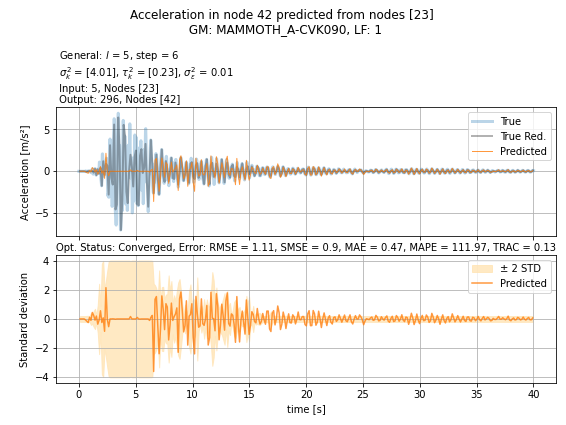 Acceleration in node 42 predicted from nodes [23]
GM: MAMMOTH_A-CVK090, LF: 1
General: l = 5, step = 6
σ²ₖ = [4.01], τ²ₖ = [0.23], σ²_ε = 0.01
Input: 5, Nodes [23]
Output: 296, Nodes [42]
True
True Red.
Predicted
5
0
−5
Acceleration [m/s²]
Opt. Status: Converged, Error: RMSE = 1.11, SMSE = 0.9, MAE = 0.47, MAPE = 111.97, TRAC = 0.13
± 2 STD
Predicted
4
2
0
−2
−4
Standard deviation
0 5 10 15 20 25 30 35 40
time [s]